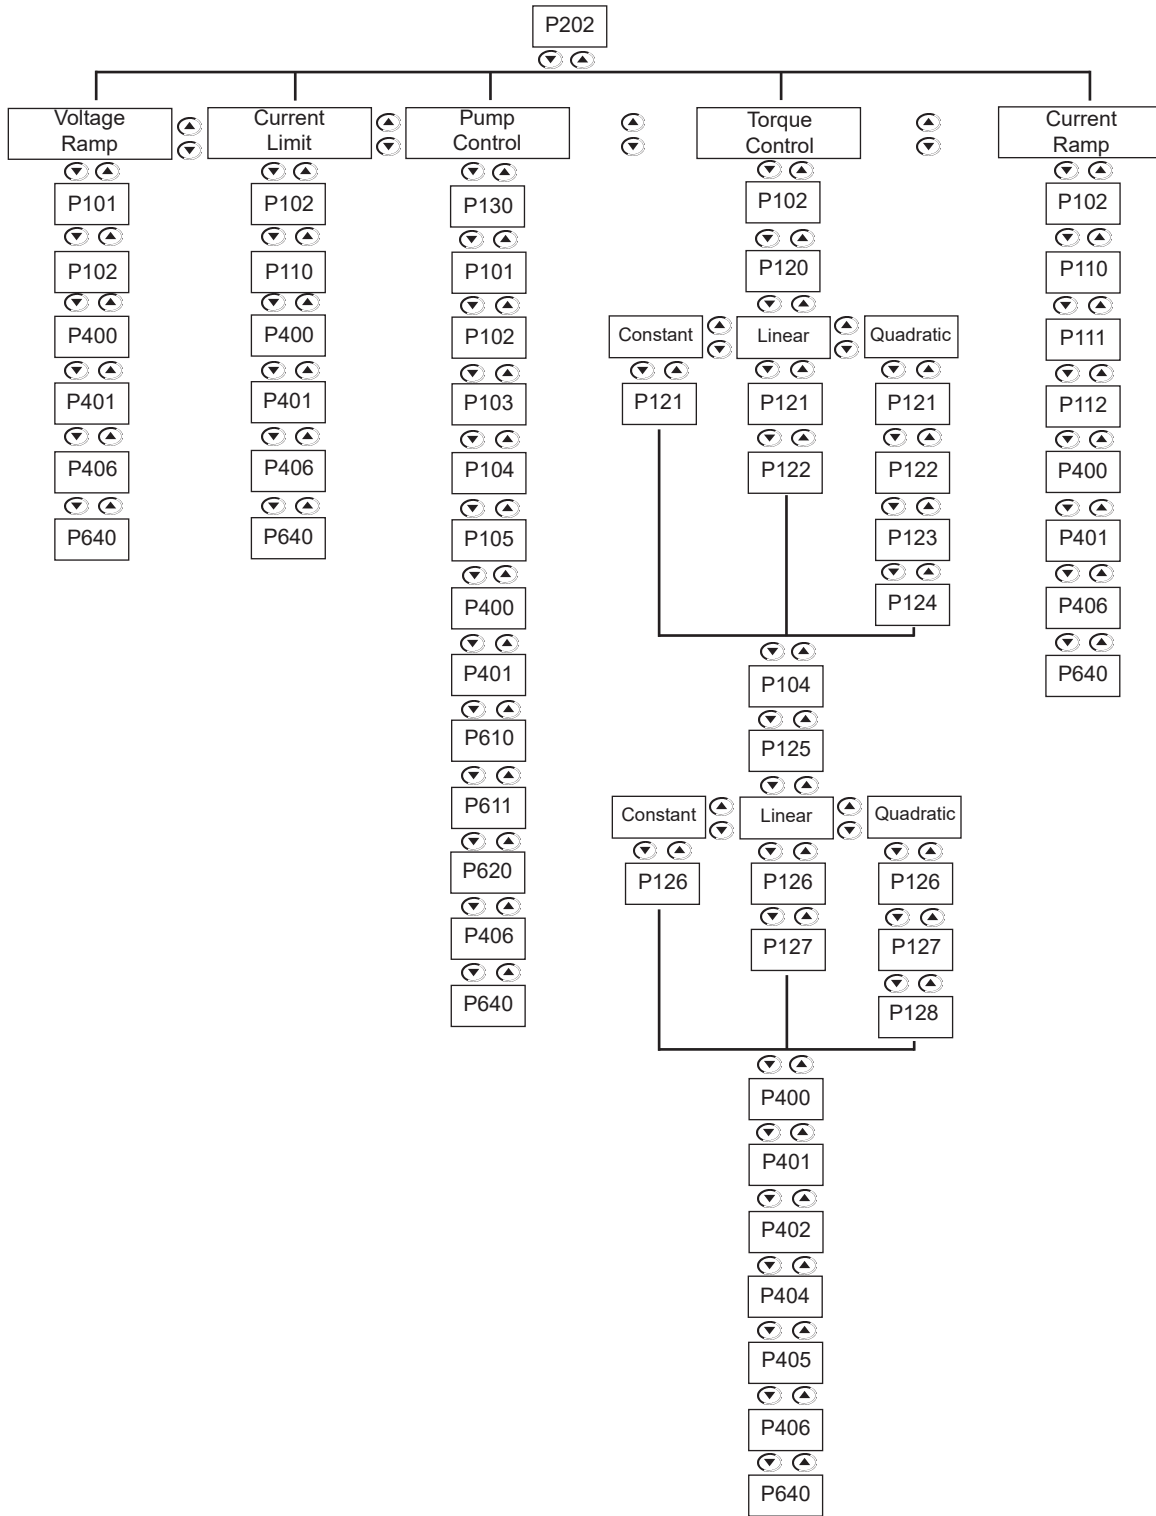 P202
Voltage
Ramp
P101
P102
P400
P401
P406
P640
Current
Limit
P102
P110
P400
P401
P406
P640
Pump
Control
P130
P101
P102
P103
P104
P105
P400
P401
P610
P611
P620
P406
P640
Torque
Control
P102
P120
Constant
P121
Linear
P121
P122
Quadratic
P121
P122
P123
P124
P104
P125
Constant
P126
Linear
P126
P127
Quadratic
P126
P127
P128
P400
P401
P402
P404
P405
P406
P640
Current
Ramp
P102
P110
P111
P112
P400
P401
P406
P640